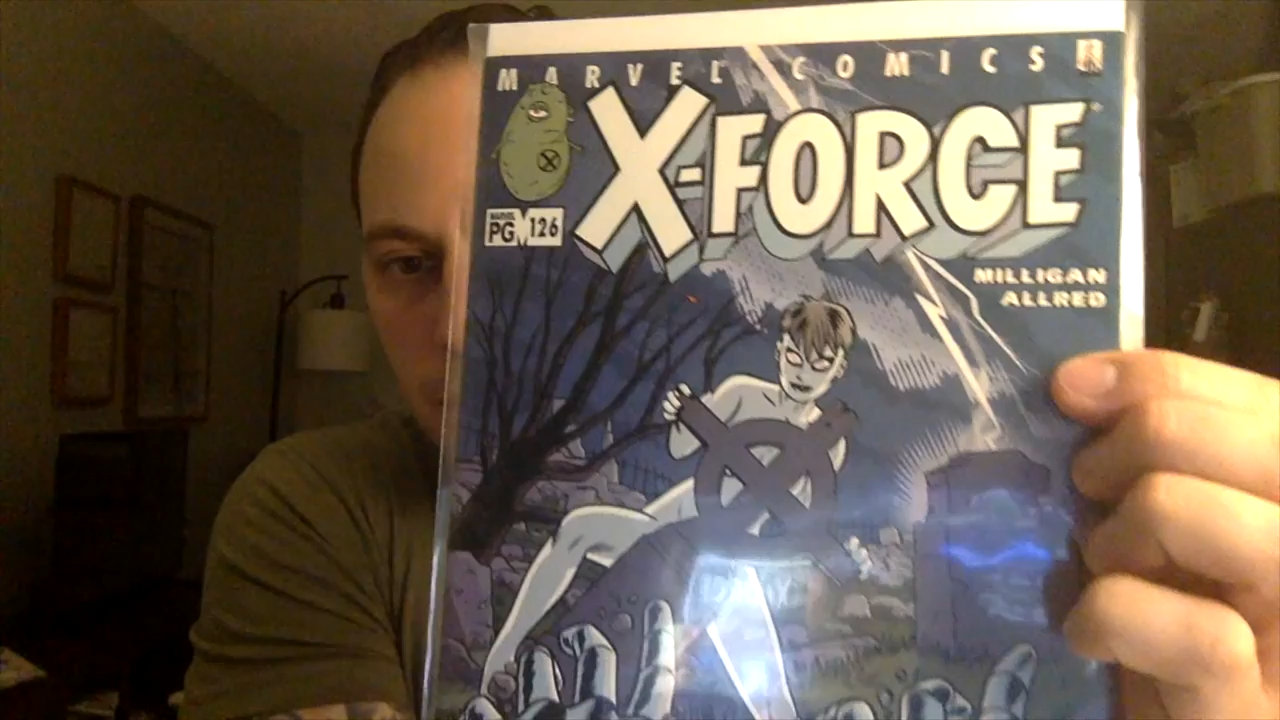 MARVEL COMICS
X-FORCE
MARVEL
PG 126
MILLIGAN
ALLRED